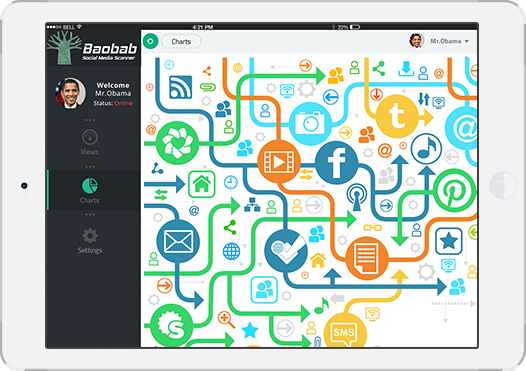 BELL
4:21 PM
22%
Baobab
Social Media Scanner
Charts
Mr.Obama
Welcome
Mr.Obama
Status: Online
Views
Charts
Settings
SMS